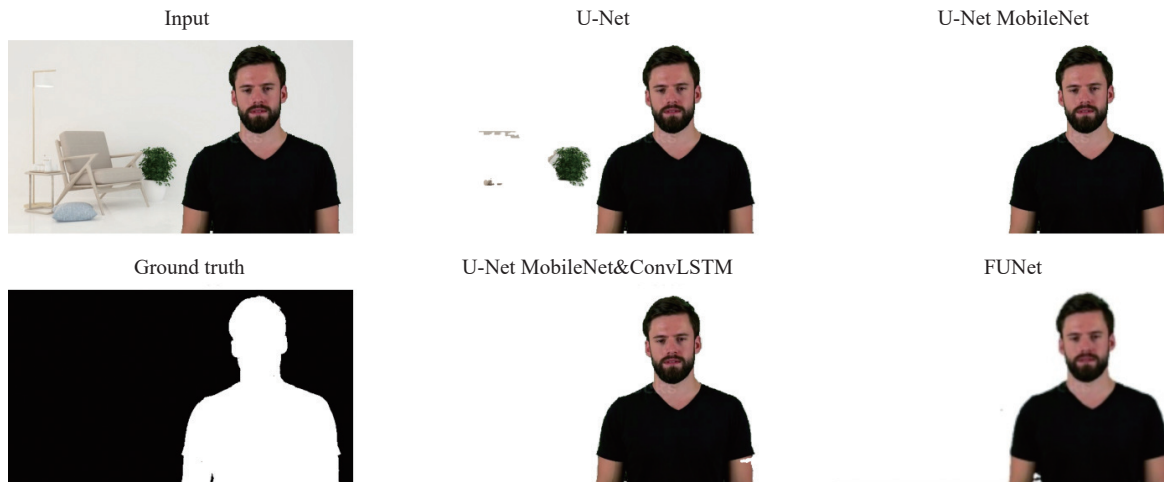 Input
U-Net
U-Net MobileNet
Ground truth
U-Net MobileNet&ConvLSTM
FUNet